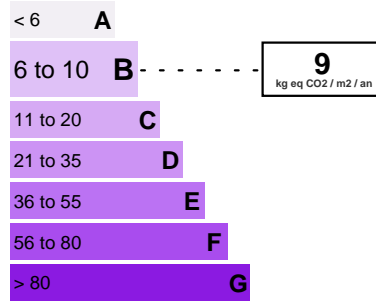 < 6 A
6 to 10 B
9
kg eq CO2 / m2 / an
11 to 20 C
21 to 35 D
36 to 55 E
56 to 80 F
> 80 G